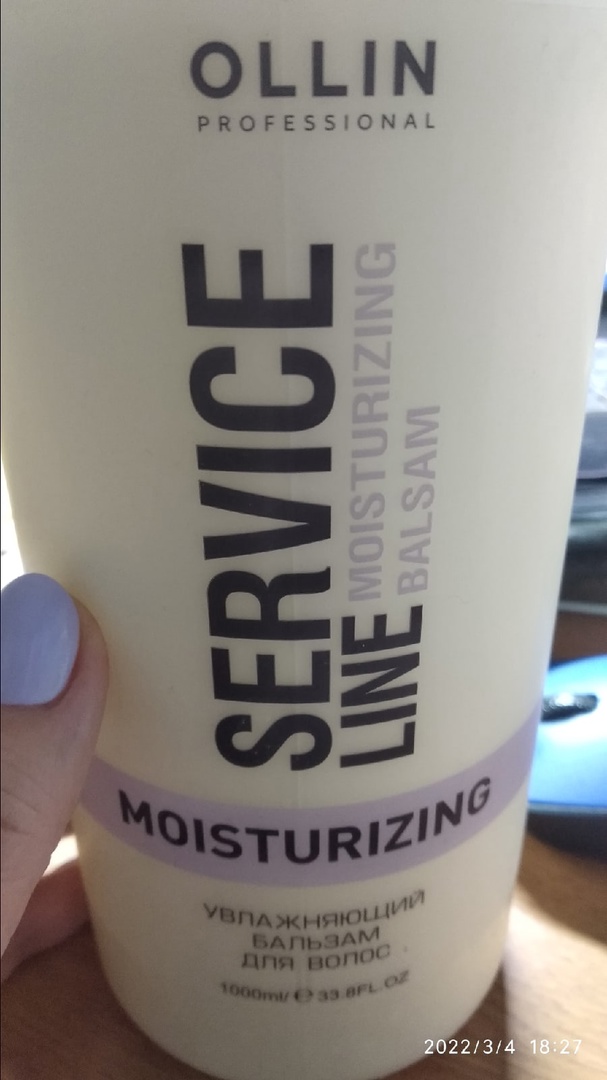 OLLIN
PROFESSIONAL
SERVICE
LINE
MOISTURIZING
BALSAM
MOISTURIZING
УВЛАЖНЯЮЩИЙ
БАЛЬЗАМ
ДЛЯ ВОЛОС
1000ml/ ℮ 33.8FL.OZ
2022/3/4 18:27